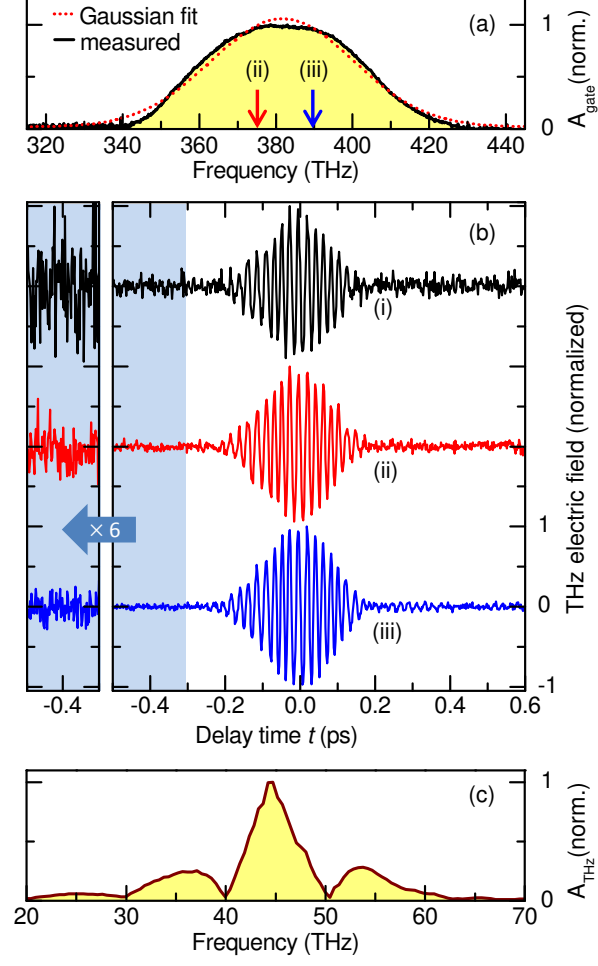 Gaussian fit
measured
(a)
(ii)
(iii)
1
0
A_gate (norm.)
320 340 360 380 400 420 440
Frequency (THz)
(b)
(i)
(ii)
× 6
1
0
-1
(iii)
THz electric field (normalized)
-0.4 -0.4 -0.2 0.0 0.2 0.4 0.6
Delay time t (ps)
(c)
1
0
A_THz (norm.)
20 30 40 50 60 70
Frequency (THz)